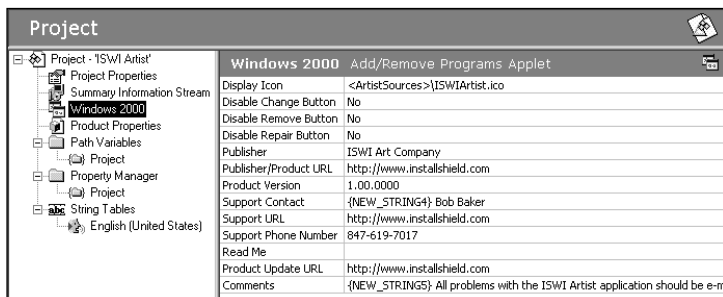 Project
Project - 'ISWI Artist'
Project Properties
Summary Information Stream
Windows 2000
Product Properties
Path Variables
Project
Property Manager
Project
abc String Tables
English (United States)
Windows 2000 Add/Remove Programs Applet
Display Icon <ArtistSources>\ISWIArtist.ico
Disable Change Button No
Disable Remove Button No
Disable Repair Button No
Publisher ISWI Art Company
Publisher/Product URL http://www.installshield.com
Product Version 1.00.0000
Support Contact {NEW_STRING4} Bob Baker
Support URL http://www.installshield.com
Support Phone Number 847-619-7017
Read Me
Product Update URL http://www.installshield.com
Comments {NEW_STRING5} All problems with the ISWI Artist application should be e-m